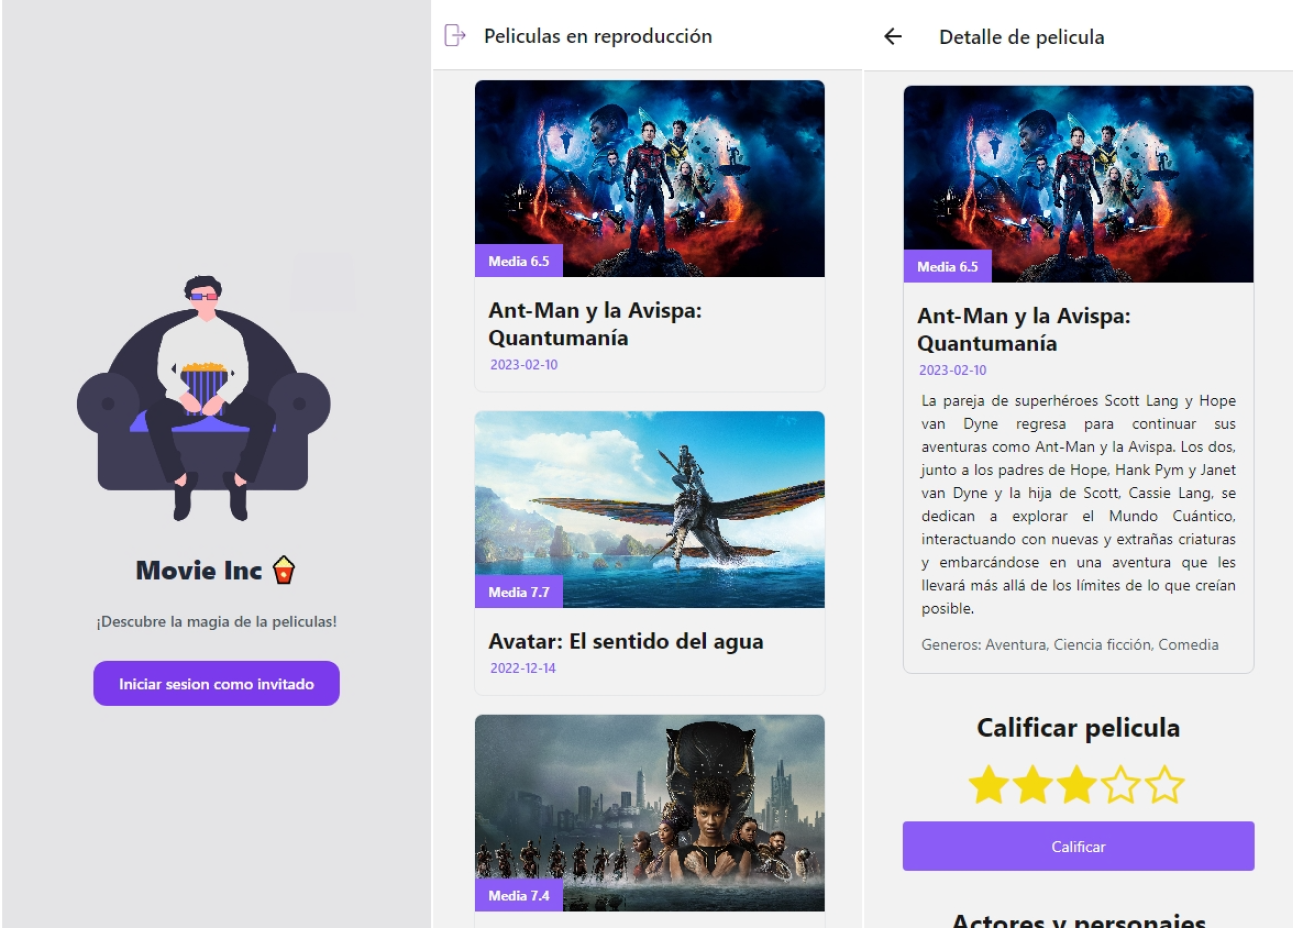 Movie Inc 🍿
¡Descubre la magia de la peliculas!
Iniciar sesion como invitado
Peliculas en reproducción
Media 6.5
Ant-Man y la Avispa:
Quantumanía
2023-02-10
Media 7.7
Avatar: El sentido del agua
2022-12-14
Media 7.4
Detalle de pelicula
Media 6.5
Ant-Man y la Avispa:
Quantumanía
2023-02-10
La pareja de superhéroes Scott Lang y Hope
van Dyne regresa para continuar sus
aventuras como Ant-Man y la Avispa. Los dos,
junto a los padres de Hope, Hank Pym y Janet
van Dyne y la hija de Scott, Cassie Lang, se
dedican a explorar el Mundo Cuántico,
interactuando con nuevas y extrañas criaturas
y embarcándose en una aventura que les
llevará más allá de los límites de lo que creían
posible.
Generos: Aventura, Ciencia ficción, Comedia
Calificar pelicula
Calificar
Actores y personajes